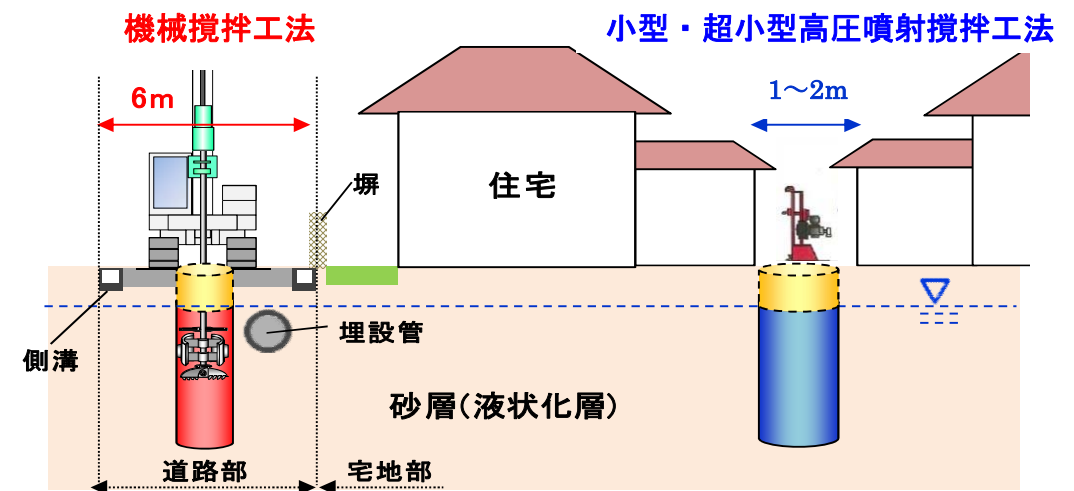 機械撹拌工法
小型・超小型高圧噴射撹拌工法
6m
1～2m
塀
住宅
側溝
埋設管
砂層(液状化層)
道路部
宅地部